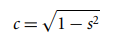 c = √1 − s²